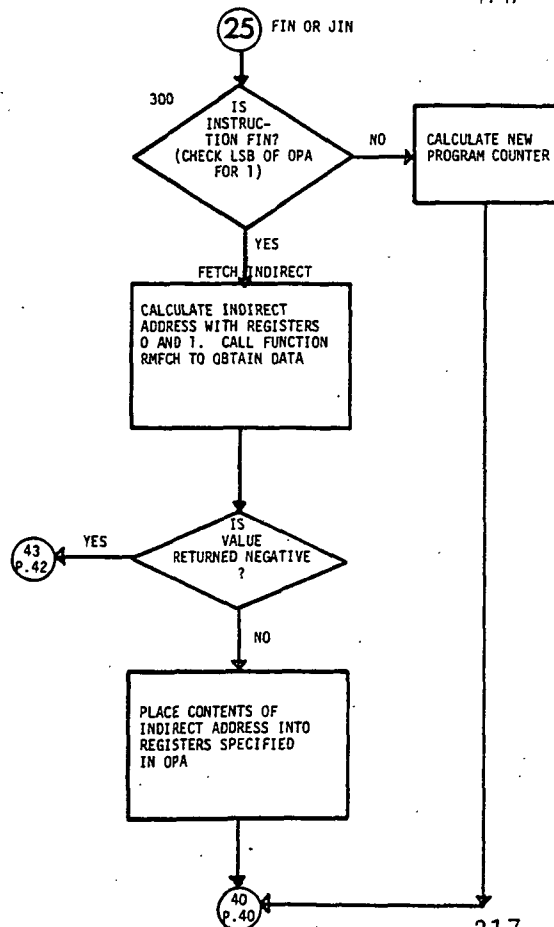 25 FIN OR JIN
300
IS
INSTRUC-
TION FIN?
(CHECK LSB OF OPA
FOR 1)
NO
CALCULATE NEW
PROGRAM COUNTER
YES
FETCH INDIRECT
CALCULATE INDIRECT
ADDRESS WITH REGISTERS
0 AND 1. CALL FUNCTION
RMFCH TO OBTAIN DATA
IS
VALUE
RETURNED NEGATIVE
?
YES
43
P.42
NO
PLACE CONTENTS OF
INDIRECT ADDRESS INTO
REGISTERS SPECIFIED
IN OPA
40
P.40